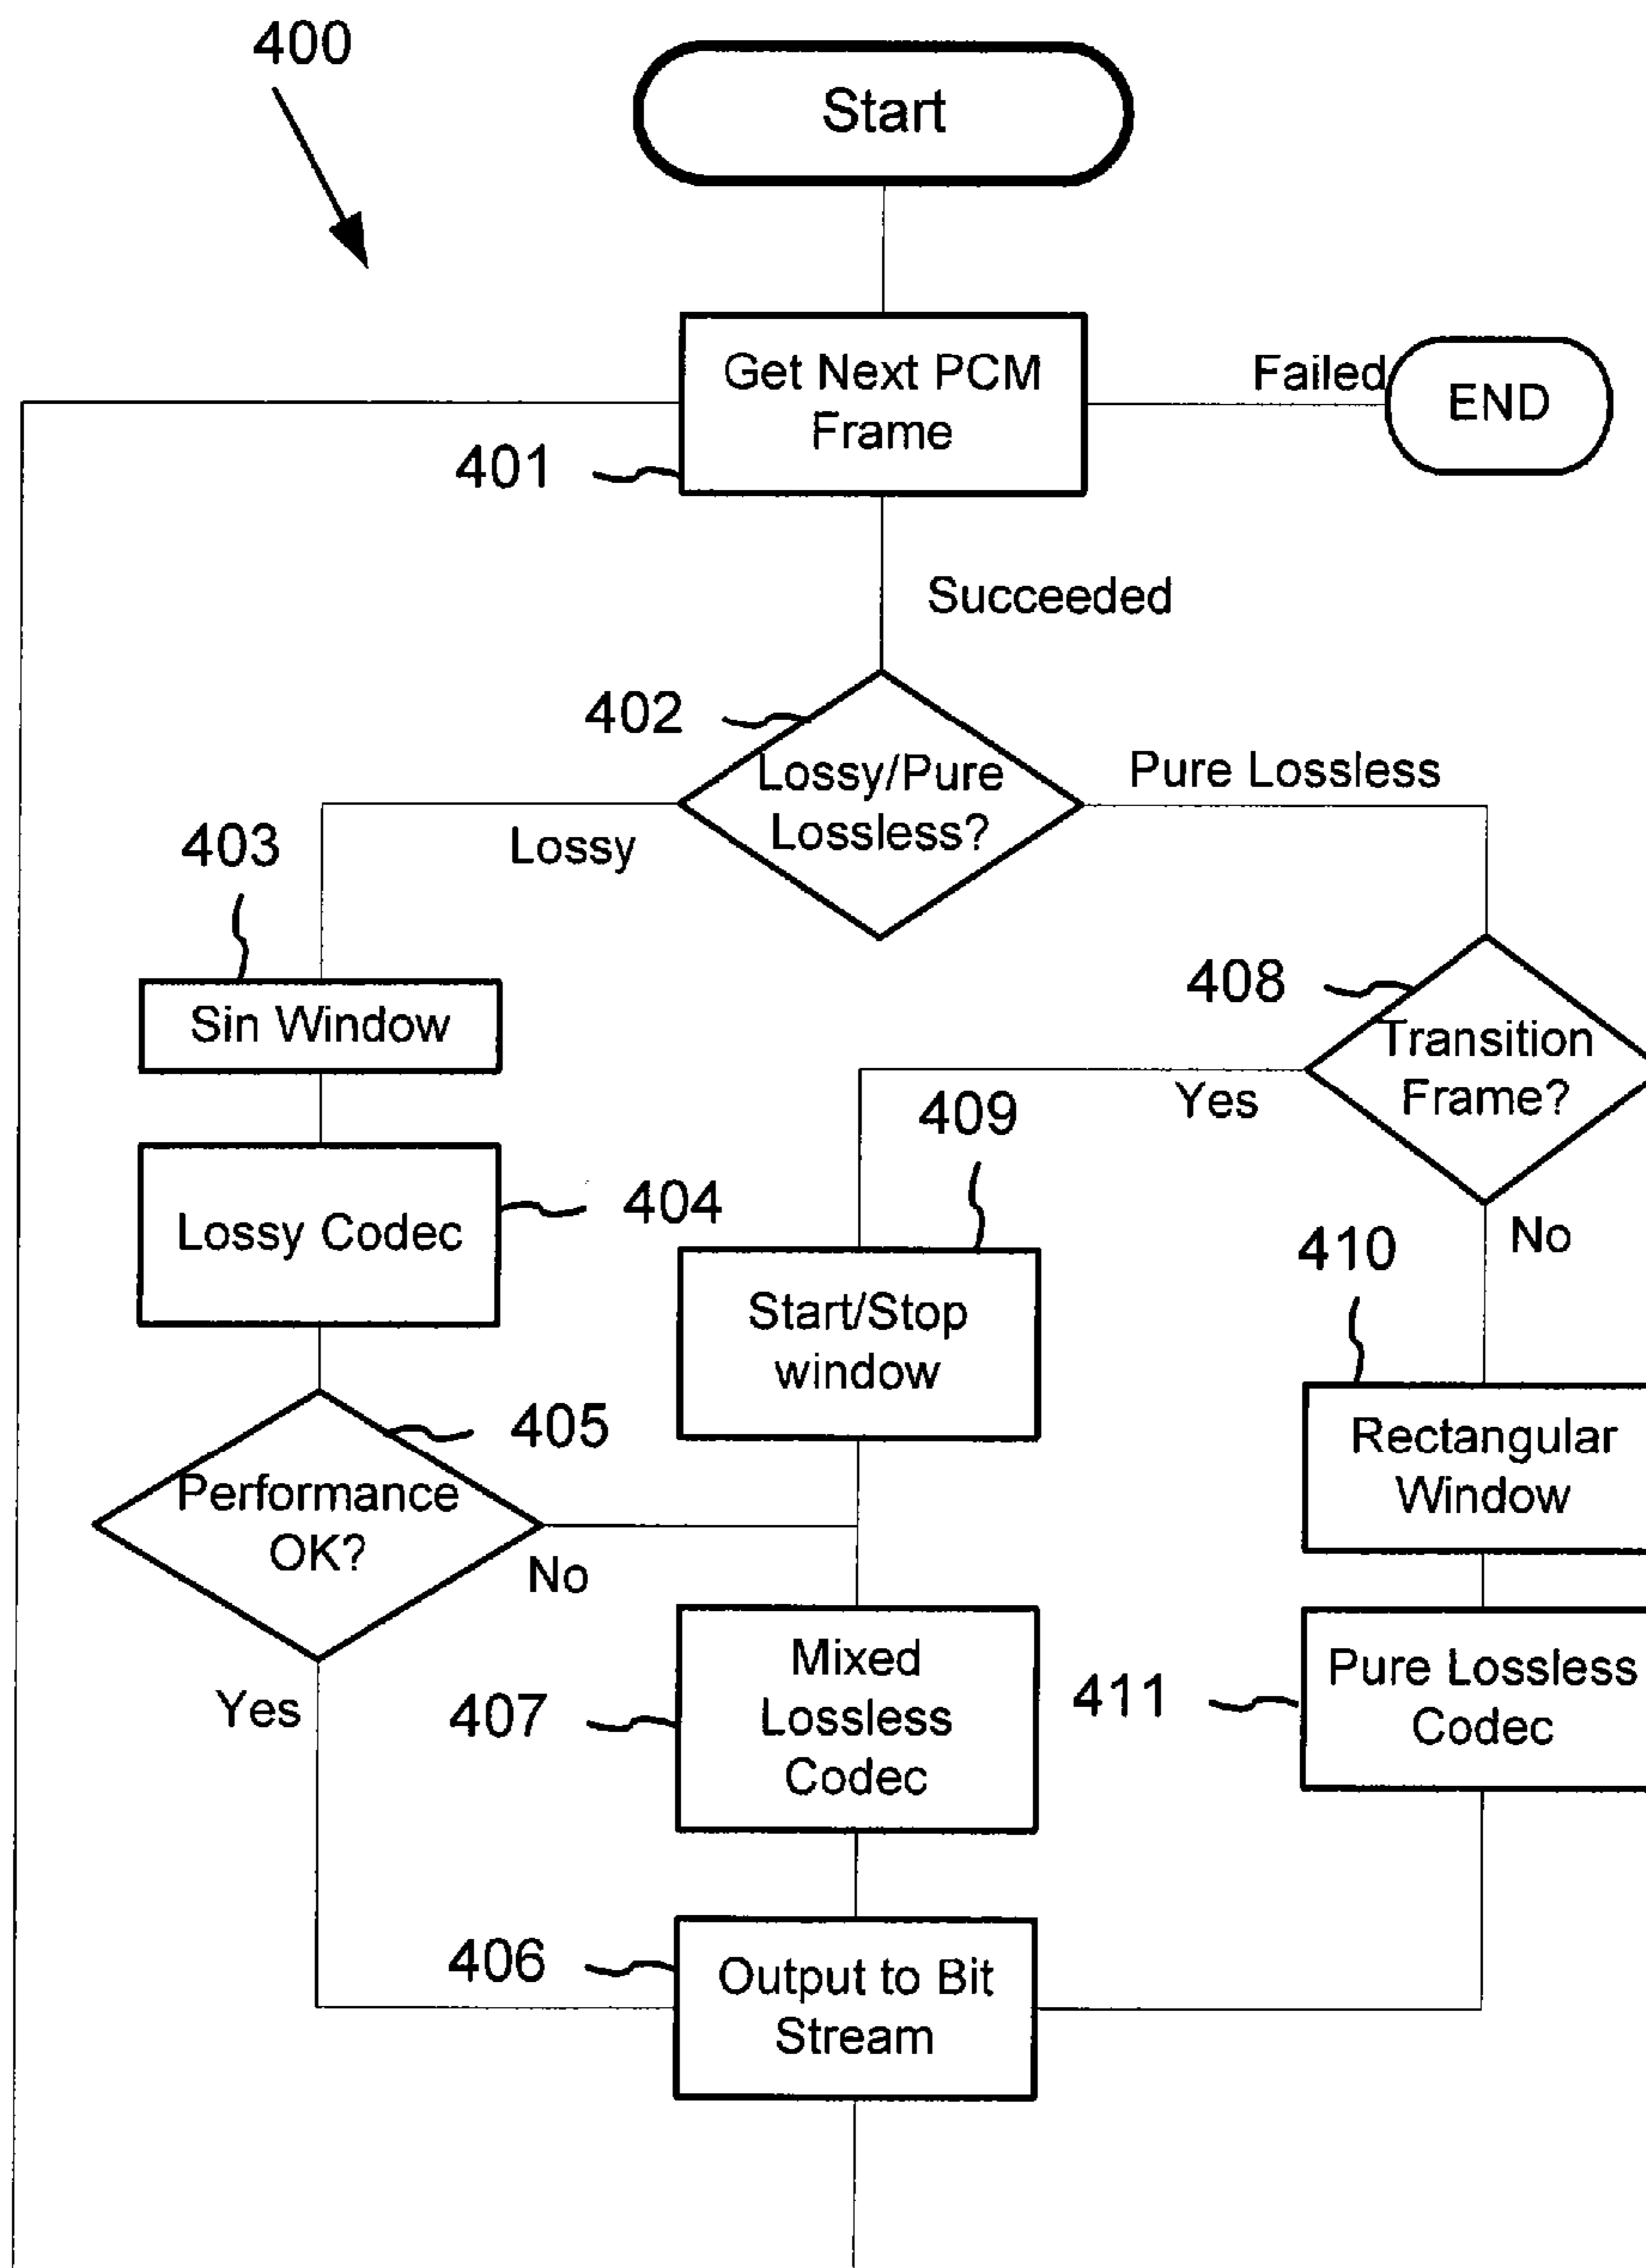 400
Start
Get Next PCM
Frame
Failed
END
401
Succeeded
402
Lossy/Pure
Lossless?
Pure Lossless
Lossy
403
Sin Window
408
Transition
Frame?
Yes
409
404
Lossy Codec
No
410
Start/Stop
window
405
Rectangular
Window
Performance
OK?
No
Mixed
Lossless
Codec
Pure Lossless
Codec
Yes
407
411
406
Output to Bit
Stream